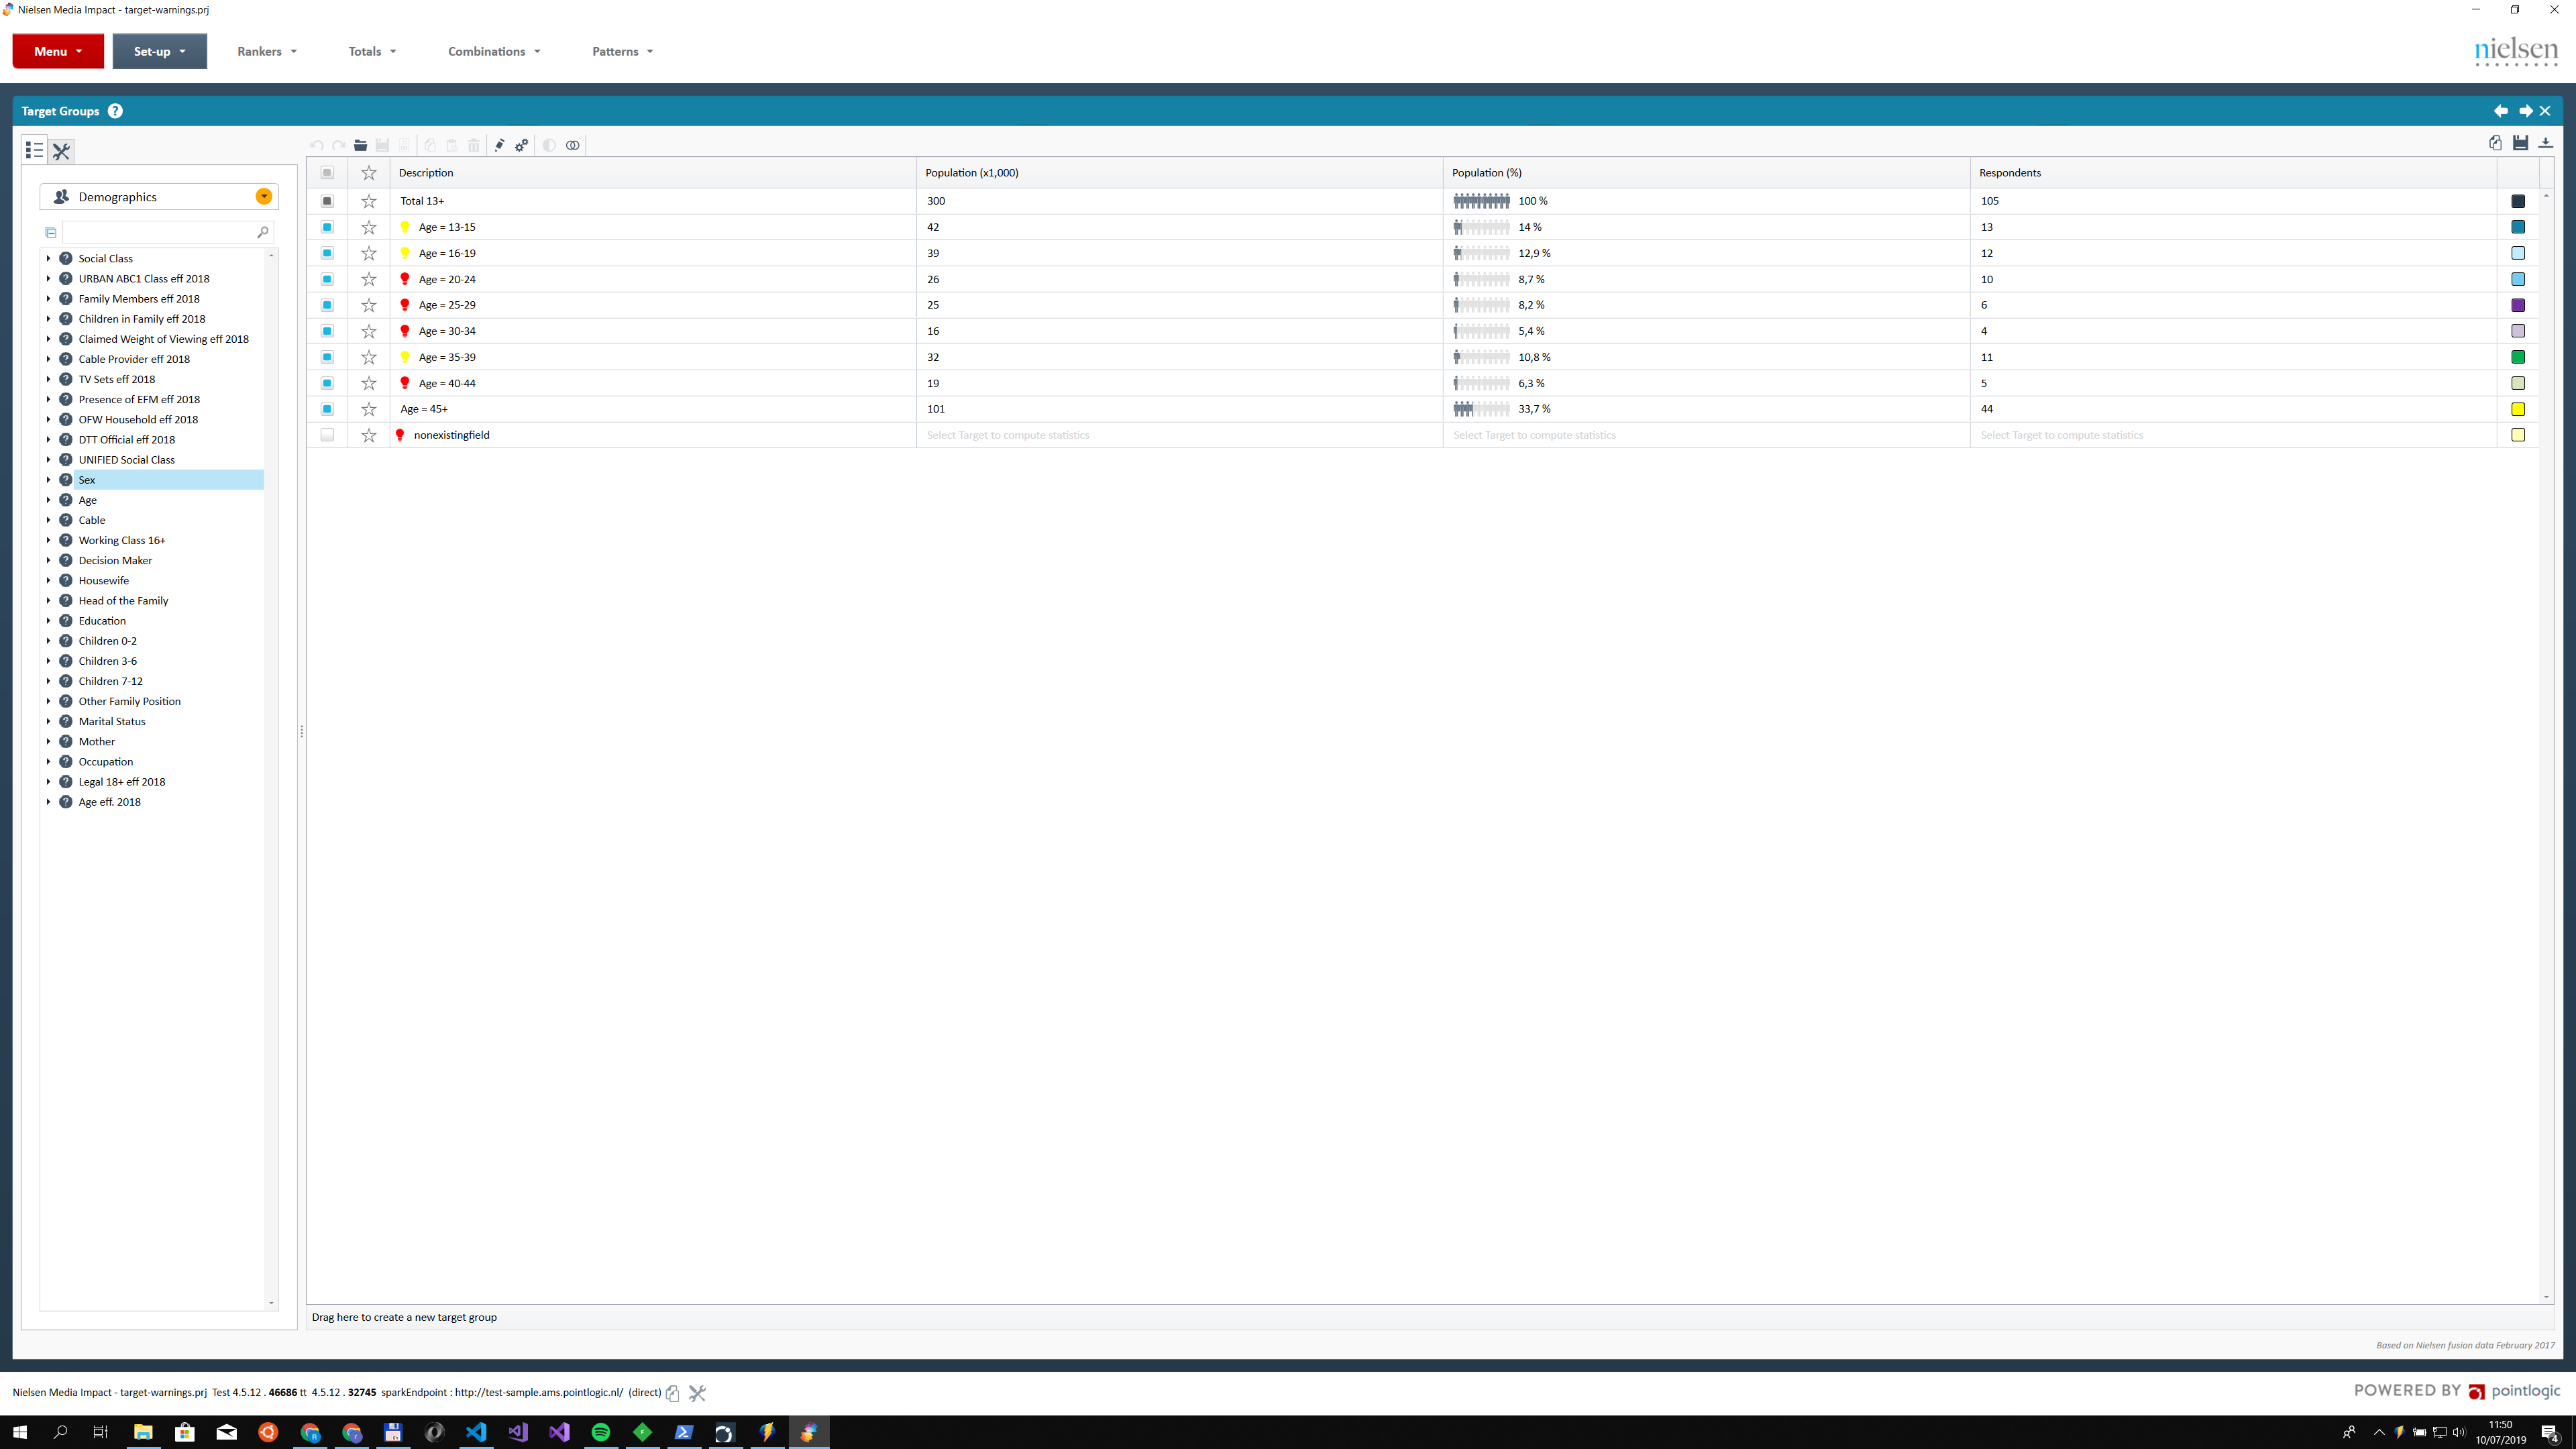 Nielsen Media Impact - target-warnings.prj
Menu Set-up Rankers Totals Combinations Patterns
nielsen
Target Groups ?
Demographics
Social Class
URBAN ABC1 Class eff 2018
Family Members eff 2018
Children in Family eff 2018
Claimed Weight of Viewing eff 2018
Cable Provider eff 2018
TV Sets eff 2018
Presence of EFM eff 2018
OFW Household eff 2018
DTT Official eff 2018
UNIFIED Social Class
Sex
Age
Cable
Working Class 16+
Decision Maker
Housewife
Head of the Family
Education
Children 0-2
Children 3-6
Children 7-12
Other Family Position
Marital Status
Mother
Occupation
Legal 18+ eff 2018
Age eff. 2018
Description Population (x1,000) Population (%) Respondents
Total 13+ 300 100 % 105
Age = 13-15 42 14 % 13
Age = 16-19 39 12,9 % 12
Age = 20-24 26 8,7 % 10
Age = 25-29 25 8,2 % 6
Age = 30-34 16 5,4 % 4
Age = 35-39 32 10,8 % 11
Age = 40-44 19 6,3 % 5
Age = 45+ 101 33,7 % 44
nonexistingfield Select Target to compute statistics Select Target to compute statistics Select Target to compute statistics
Drag here to create a new target group
Based on Nielsen fusion data February 2017
Nielsen Media Impact - target-warnings.prj Test 4.5.12 . 46686 tt 4.5.12 . 32745 sparkEndpoint : http://test-sample.ams.pointlogic.nl/ (direct)
POWERED BY pointlogic
11:50
10/07/2019
4